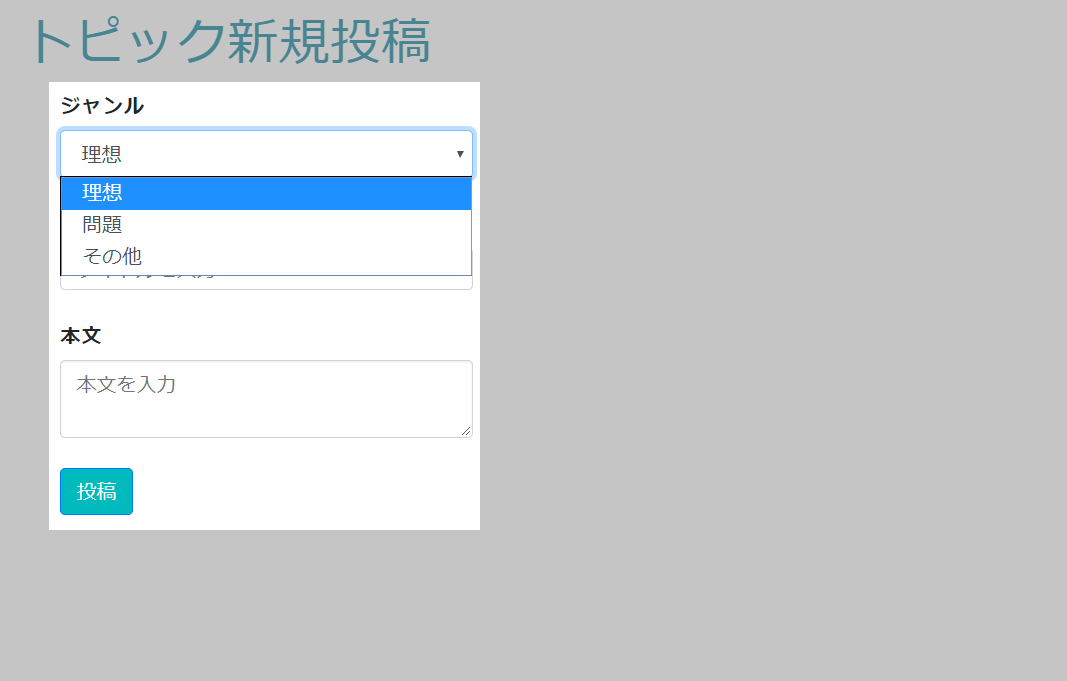 トピック新規投稿
ジャンル
理想
理想
問題
その他
本文
本文を入力
投稿